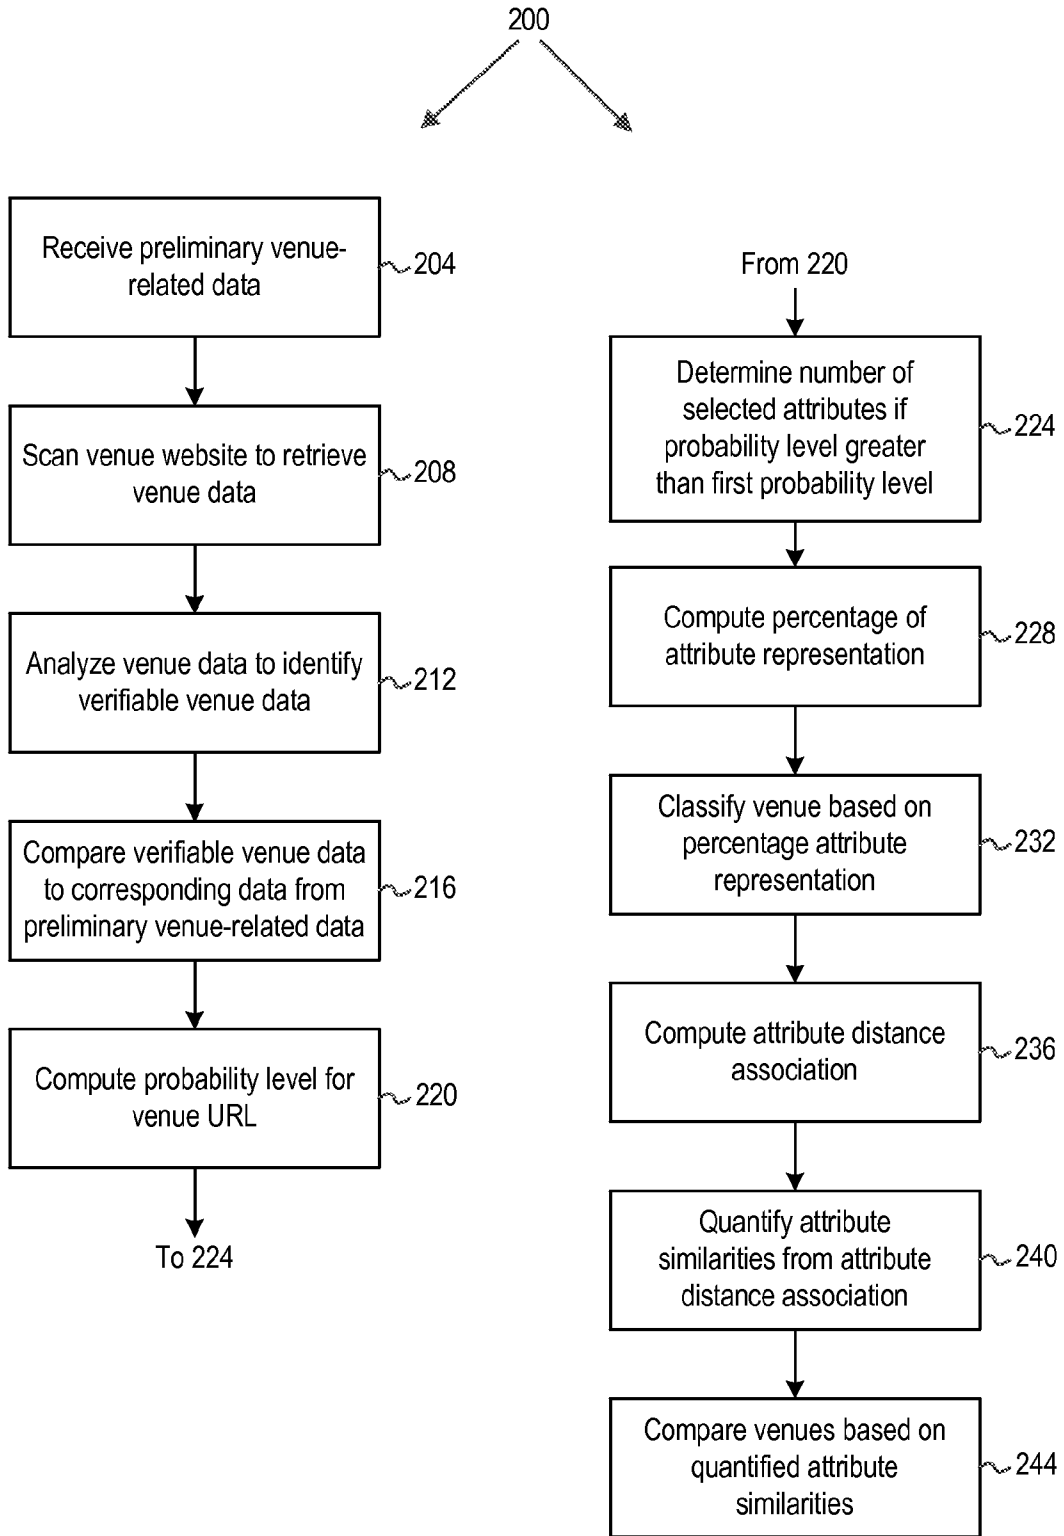 200
Receive preliminary venue-
related data
204
Scan venue website to retrieve
venue data
208
Analyze venue data to identify
verifiable venue data
212
Compare verifiable venue data
to corresponding data from
preliminary venue-related data
216
Compute probability level for
venue URL
220
To 224
From 220
Determine number of
selected attributes if
probability level greater
than first probability level
224
Compute percentage of
attribute representation
228
Classify venue based on
percentage attribute
representation
232
Compute attribute distance
association
236
Quantify attribute
similarities from attribute
distance association
240
Compare venues based on
quantified attribute
similarities
244